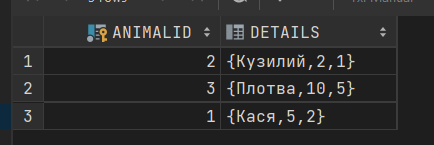 ANIMALID DETAILS
1 2 {Кузилий,2,1}
2 3 {Плотва,10,5}
3 1 {Кася,5,2}